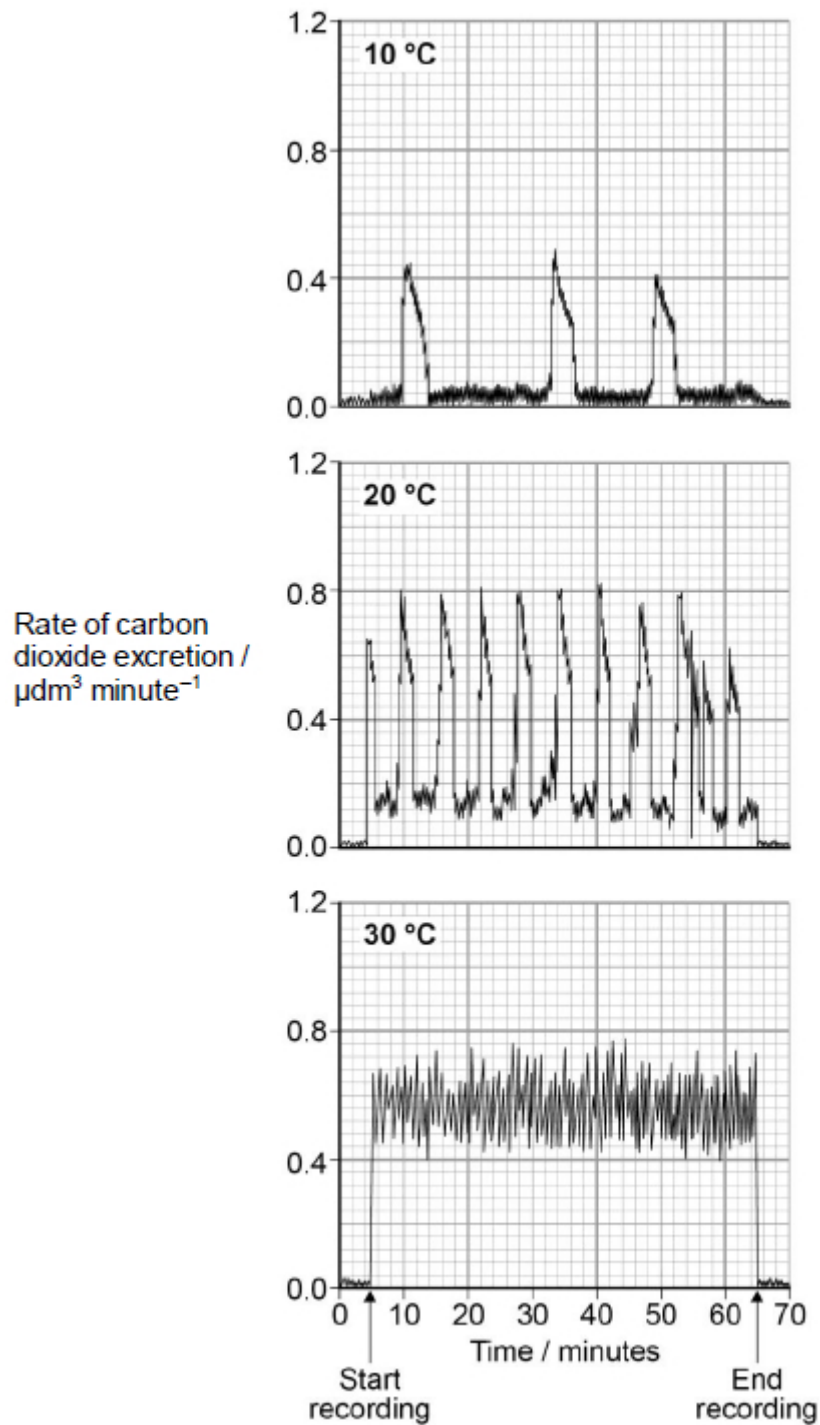 1.2
10 °C
0.8
0.4
0.0
1.2
20 °C
0.8
Rate of carbon
dioxide excretion /
µdm³ minute⁻¹
0.4
0.0
1.2
30 °C
0.8
0.4
0.0
0 10 20 30 40 50 60 70
Time / minutes
Start
recording
End
recording